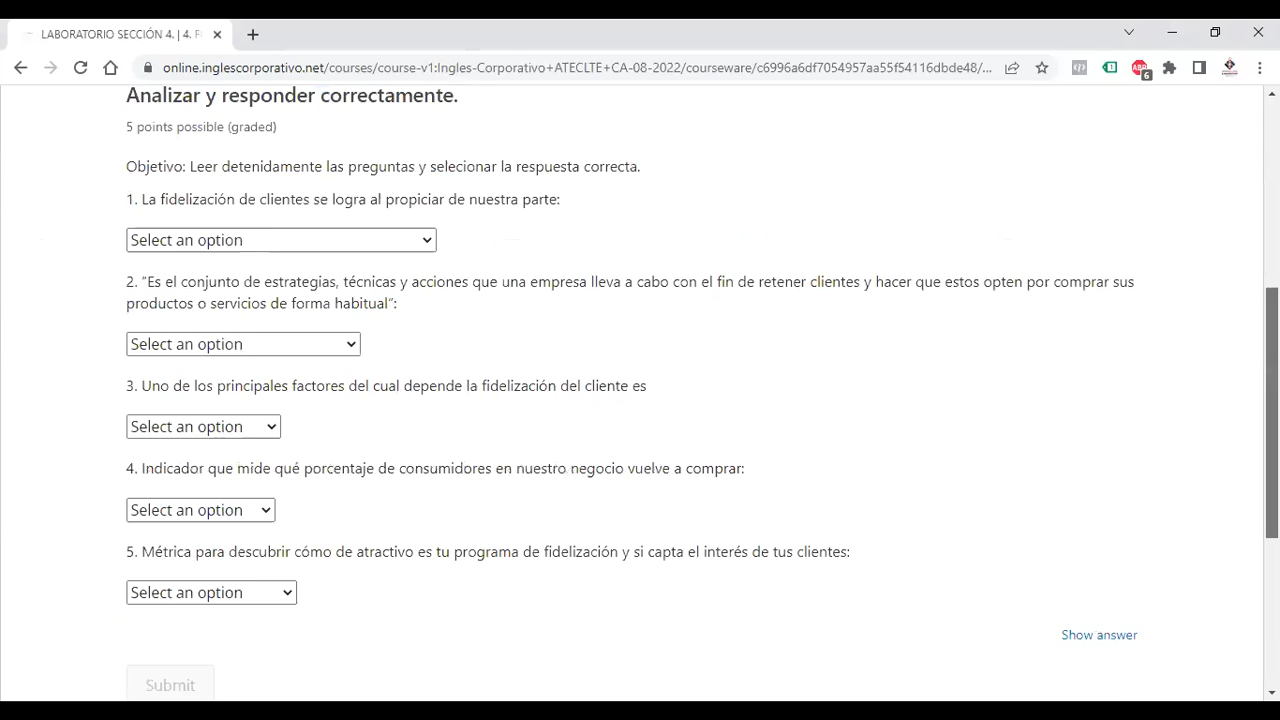 LABORATORIO SECCIÓN 4. | 4. F
online.inglescorporativo.net/courses/course-v1:Ingles-Corporativo+ATECLTE+CA-08-2022/courseware/c6996a6df7054957aa55f54116dbde48/...
6
Analizar y responder correctamente.
5 points possible (graded)
Objetivo: Leer detenidamente las preguntas y selecionar la respuesta correcta.
1. La fidelización de clientes se logra al propiciar de nuestra parte:
Select an option
2. "Es el conjunto de estrategias, técnicas y acciones que una empresa lleva a cabo con el fin de retener clientes y hacer que estos opten por comprar sus
productos o servicios de forma habitual":
Select an option
3. Uno de los principales factores del cual depende la fidelización del cliente es
Select an option
4. Indicador que mide qué porcentaje de consumidores en nuestro negocio vuelve a comprar:
Select an option
5. Métrica para descubrir cómo de atractivo es tu programa de fidelización y si capta el interés de tus clientes:
Select an option
Show answer
Submit